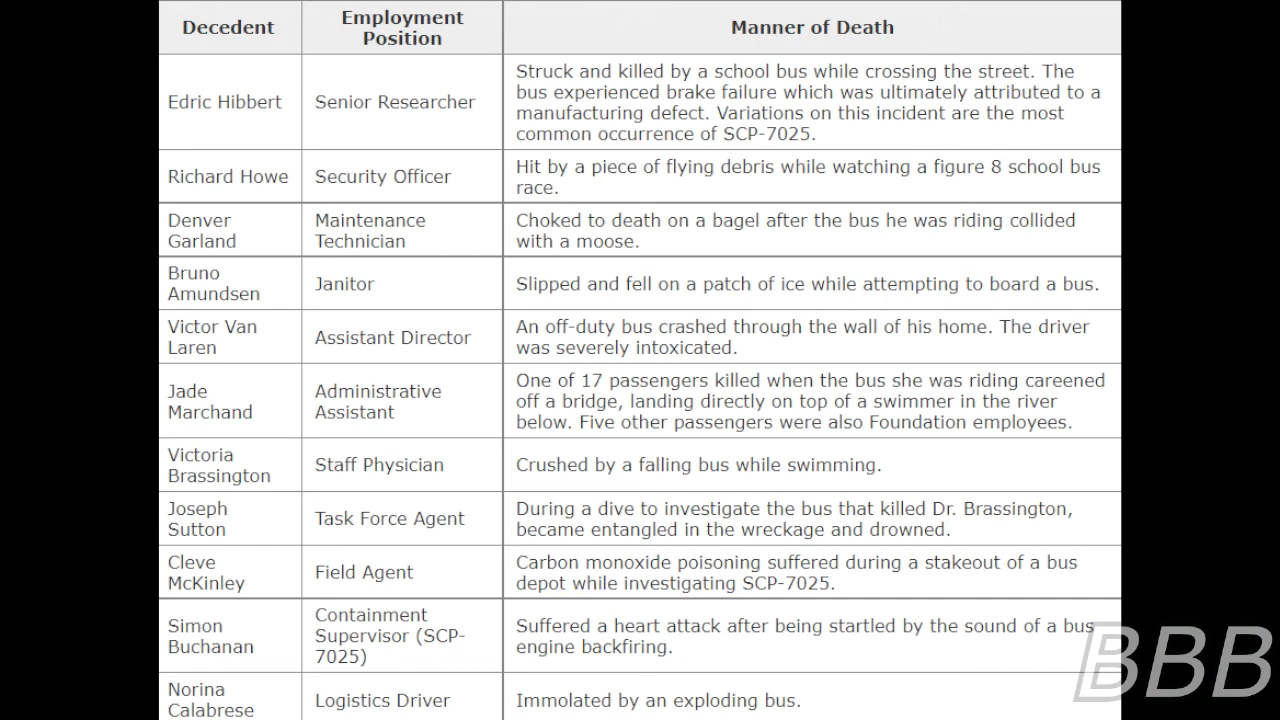 Decedent
Employment
Position
Manner of Death
Edric Hibbert
Senior Researcher
Struck and killed by a school bus while crossing the street. The
bus experienced brake failure which was ultimately attributed to a
manufacturing defect. Variations on this incident are the most
common occurrence of SCP-7025.
Richard Howe
Security Officer
Hit by a piece of flying debris while watching a figure 8 school bus
race.
Denver
Garland
Maintenance
Technician
Choked to death on a bagel after the bus he was riding collided
with a moose.
Bruno
Amundsen
Janitor
Slipped and fell on a patch of ice while attempting to board a bus.
Victor Van
Laren
Assistant Director
An off-duty bus crashed through the wall of his home. The driver
was severely intoxicated.
Jade
Marchand
Administrative
Assistant
One of 17 passengers killed when the bus she was riding careened
off a bridge, landing directly on top of a swimmer in the river
below. Five other passengers were also Foundation employees.
Victoria
Brassington
Staff Physician
Crushed by a falling bus while swimming.
Joseph
Sutton
Task Force Agent
During a dive to investigate the bus that killed Dr. Brassington,
became entangled in the wreckage and drowned.
Cleve
McKinley
Field Agent
Carbon monoxide poisoning suffered during a stakeout of a bus
depot while investigating SCP-7025.
Simon
Buchanan
Containment
Supervisor (SCP-
7025)
Suffered a heart attack after being startled by the sound of a bus
engine backfiring.
Norina
Calabrese
Logistics Driver
Immolated by an exploding bus.
BBB